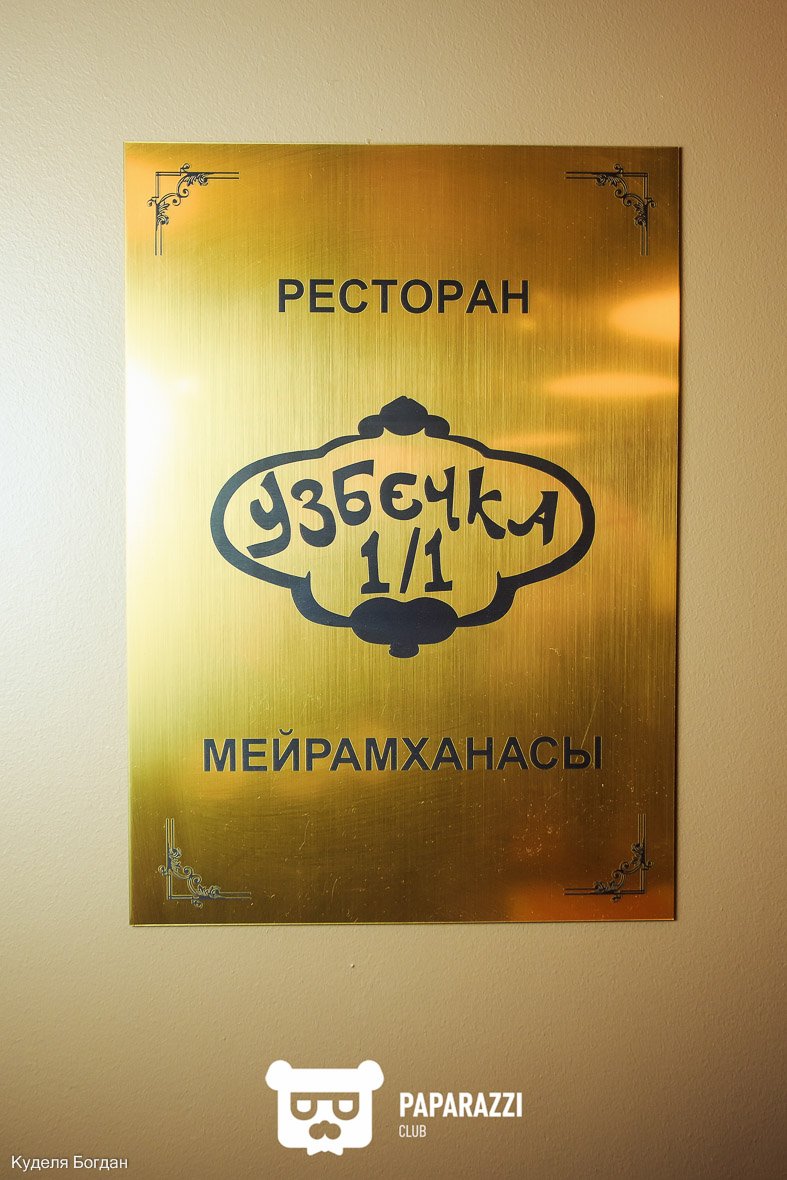 РЕСТОРАН
УЗБЕЧКА
1/1
МЕЙРАМХАНАСЫ
PAPARAZZI
CLUB
Куделя Богдан